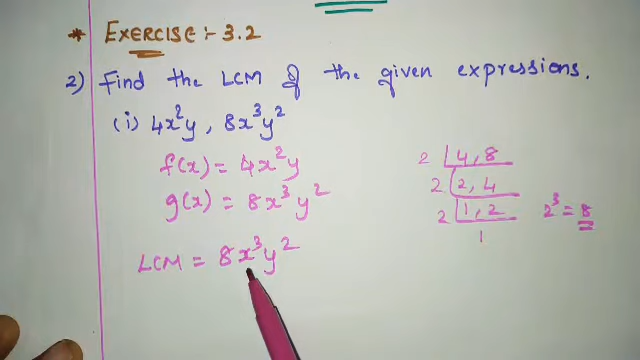 * EXERCISE :- 3.2
2) Find the LCM of the given expressions.
(i) 4x²y , 8x³y²
f(x) = 4x²y
g(x) = 8x³y²
LCM = 8x³y²
2 | 4, 8
2 | 2, 4
2 | 1, 2
1
2³ = 8